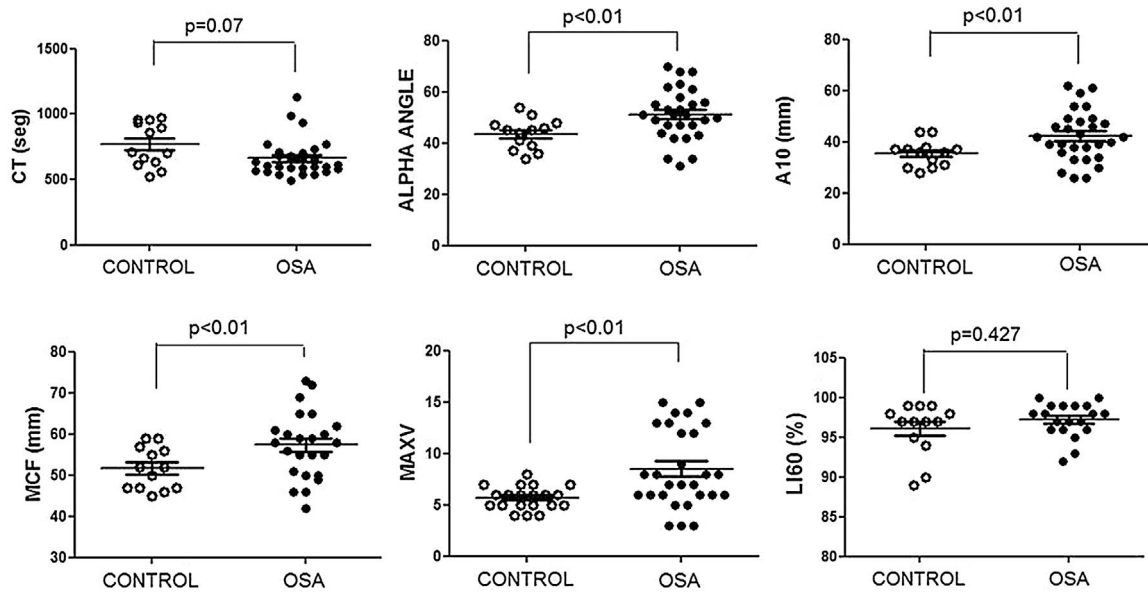 p=0.07
1500
1000
500
0
CT (seg)
CONTROL
OSA
p<0.01
80
60
40
20
0
ALPHA ANGLE
CONTROL
OSA
p<0.01
80
60
40
20
0
A10 (mm)
CONTROL
OSA
p<0.01
80
70
60
50
40
30
MCF (mm)
CONTROL
OSA
p<0.01
20
15
10
5
0
MAXV
CONTROL
OSA
p=0.427
105
100
95
90
85
80
LI60 (%)
CONTROL
OSA